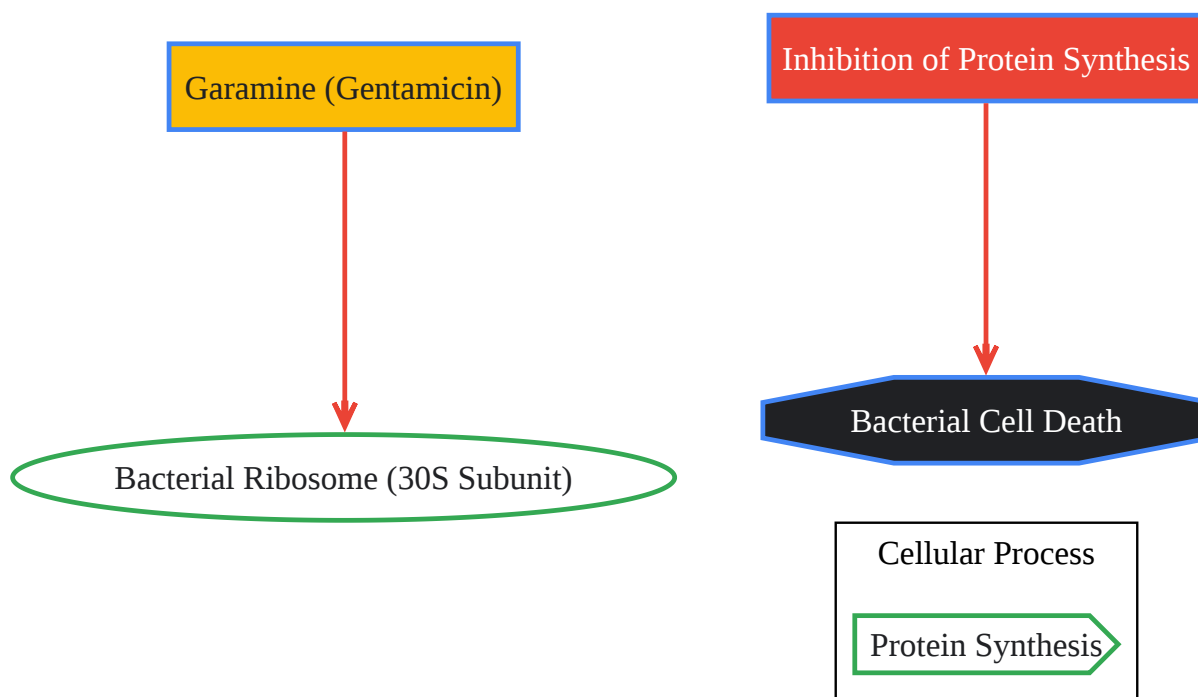 Garamine (Gentamicin)
Inhibition of Protein Synthesis
Bacterial Ribosome (30S Subunit)
Bacterial Cell Death
Cellular Process
Protein Synthesis